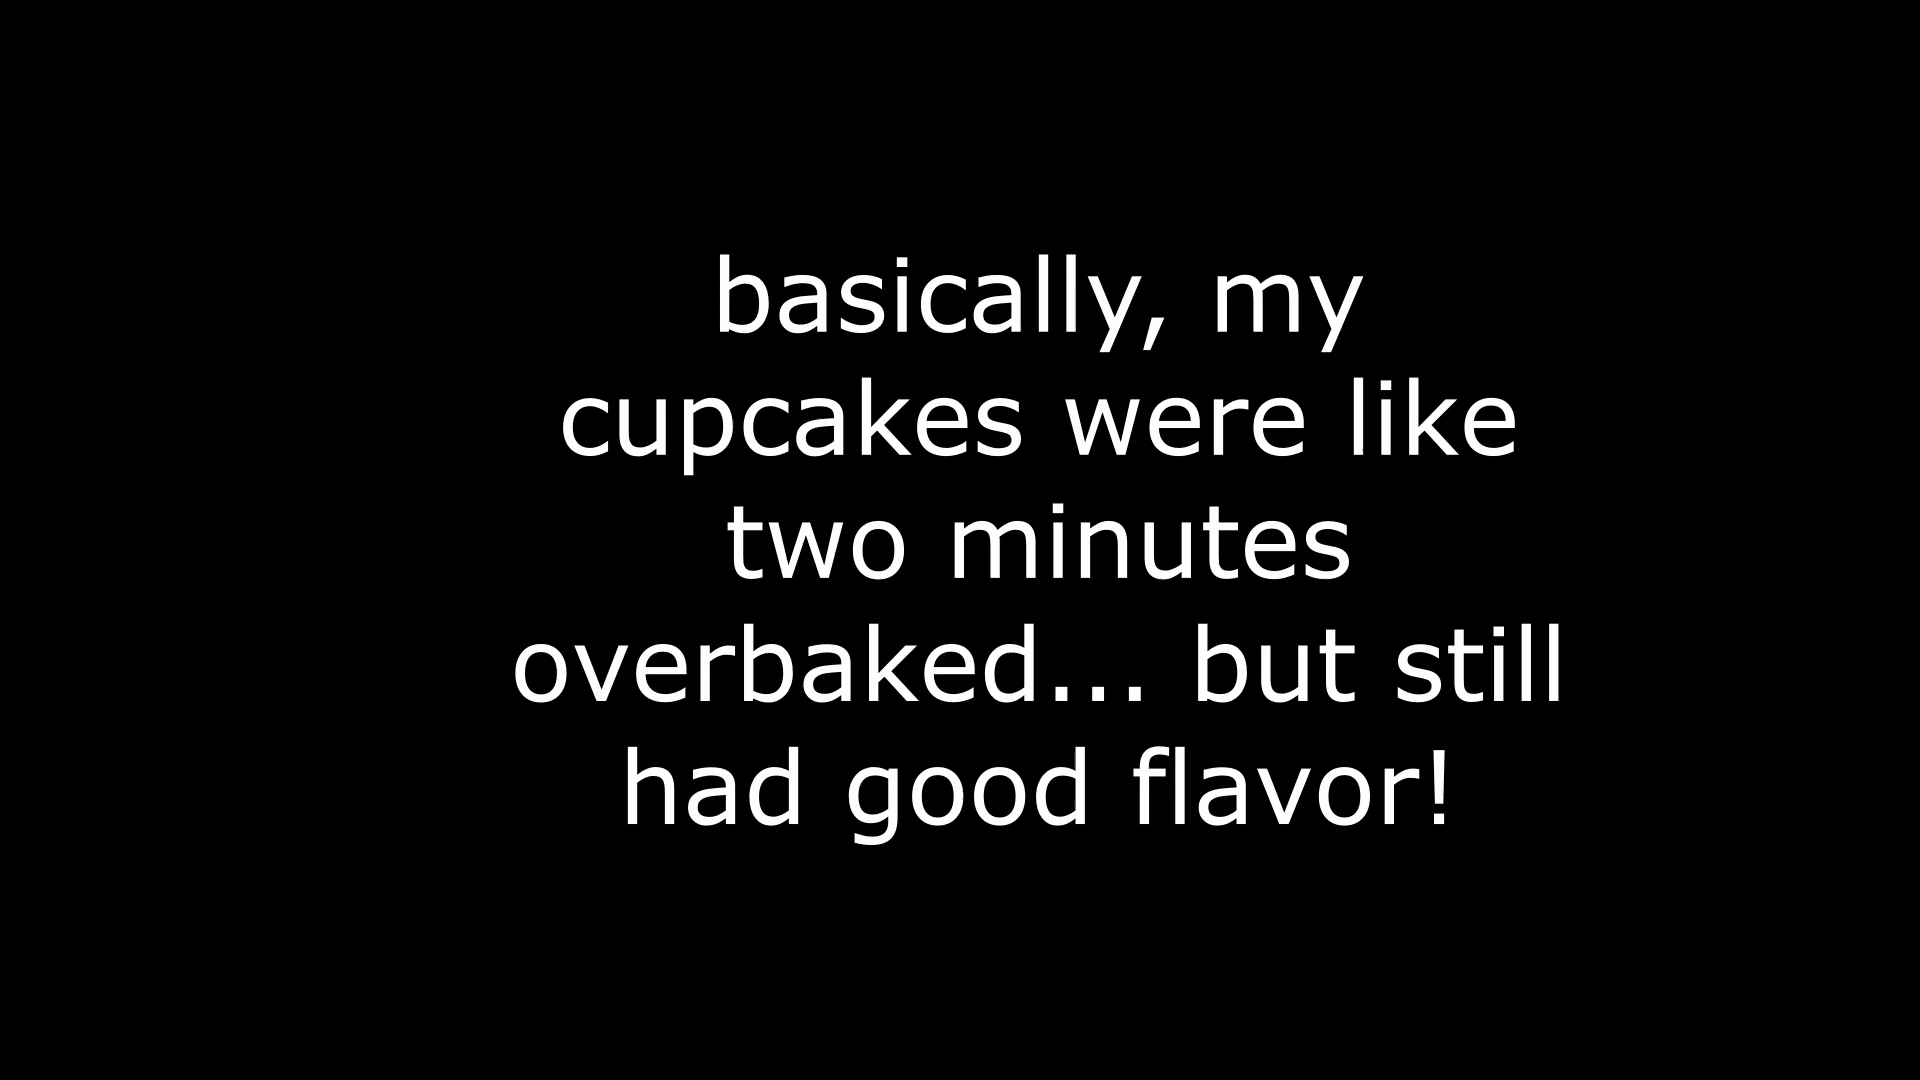 basically, my
cupcakes were like
two minutes
overbaked... but still
had good flavor!